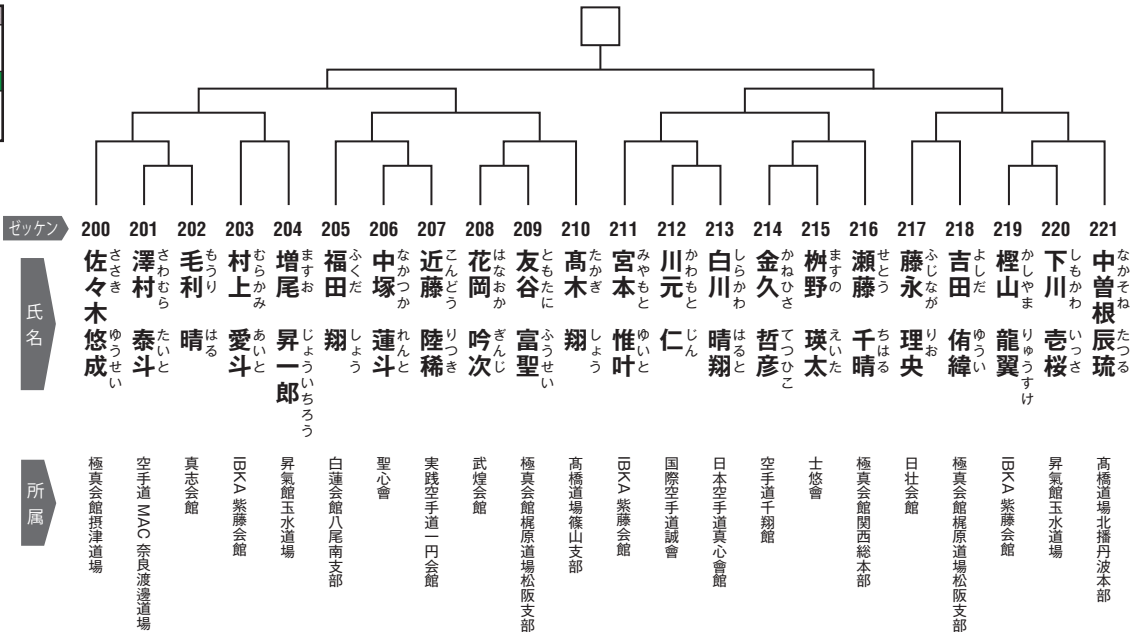 ゼッケン
200
201
202
203
204
205
206
207
208
209
210
211
212
213
214
215
216
217
218
219
220
221
氏名
佐々木 悠成
ささき ゆうせい
澤村 泰斗
さわむら たいと
毛利 晴
もうり はる
村上 愛斗
むらかみ あいと
増尾 昇一郎
ますお じょういちろう
福田 翔
ふくだ しょう
中塚 蓮斗
なかつか れんと
近藤 陸稀
こんどう りつき
花岡 吟次
はなおか ぎんじ
友谷 富聖
ともたに ふうせい
髙木 翔
たかぎ しょう
宮本 惟叶
みやもと ゆいと
川元 仁
かわもと じん
白川 晴翔
しらかわ はると
金久 哲彦
かねひさ てつひこ
桝野 瑛太
ますの えいた
瀬藤 千晴
せとう ちはる
藤永 理央
ふじなが りお
吉田 侑緯
よしだ ゆうい
樫山 龍翼
かしやま りゅうすけ
下川 壱桜
しもかわ いっさ
中曽根 辰琉
なかそね たつる
所属
極真会館摂津道場
空手道 MAC 奈良渡邊道場
真志会館
IBKA 紫藤会館
昇氣館玉水道場
白蓮会館八尾南支部
聖心會
実践空手道一円会館
武煌会館
極真会館梶原道場松阪支部
髙橋道場篠山支部
IBKA 紫藤会館
国際空手道誠會
日本空手道真心會館
空手道千翔館
士悠會
極真会館関西総本部
日壮会館
極真会館梶原道場松阪支部
IBKA 紫藤会館
昇氣館玉水道場
髙橋道場北播丹波本部